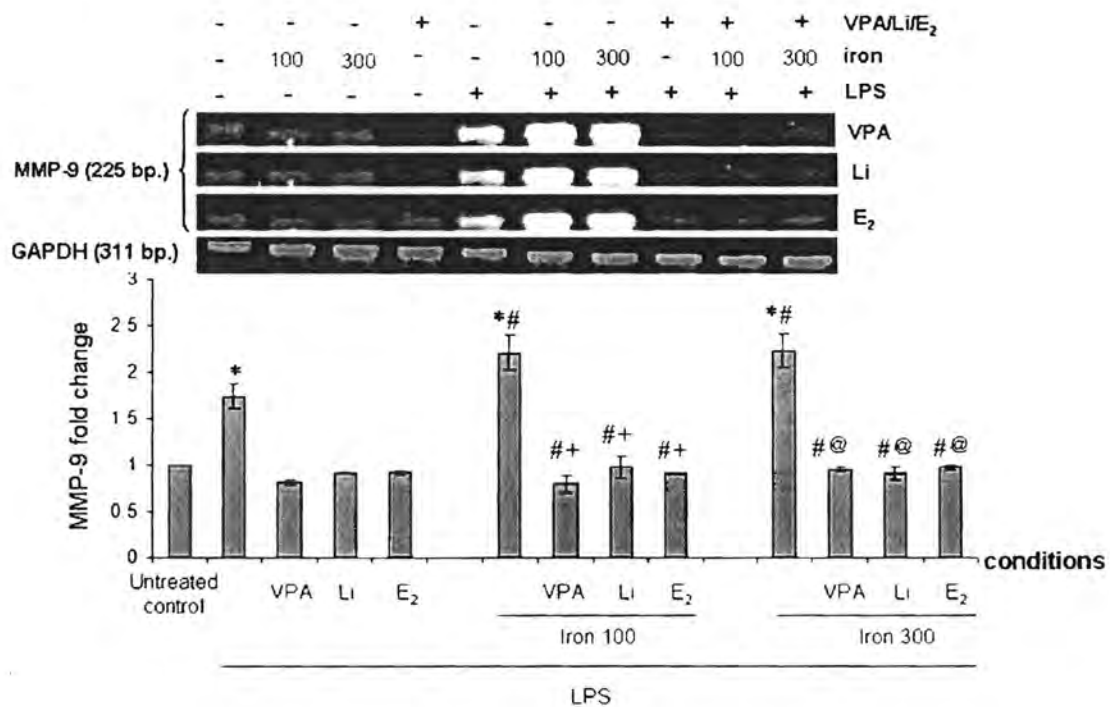 - - - + - - - + + + VPA/Li/E₂
- 100 300 - - 100 300 - 100 300 iron
- - - - + + + + + + LPS
VPA
MMP-9 (225 bp.) Li
E₂
GAPDH (311 bp.)
MMP-9 fold change
3
2 5
2
1 5
1
0 5
0
*
*#
#+
#+
#+
*#
#@
#@
#@
conditions
Untreated
control
VPA Li E₂ VPA Li E₂ VPA Li E₂
Iron 100 Iron 300
LPS